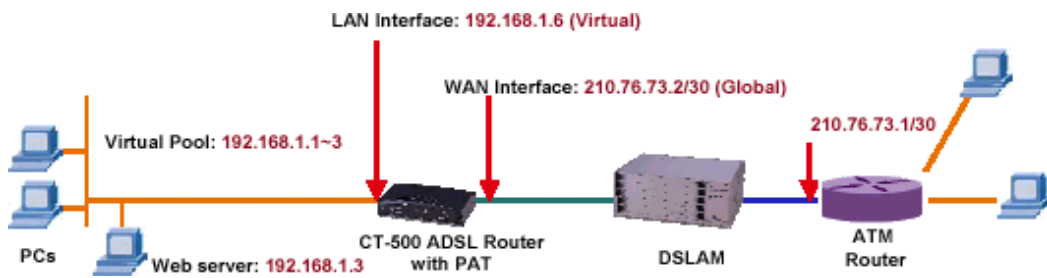 LAN Interface: 192.168.1.6 (Virtual)
WAN Interface: 210.76.73.2/30 (Global)
Virtual Pool: 192.168.1.1~3
210.76.73.1/30
PCs
Web server: 192.168.1.3
CT-500 ADSL Router
with PAT
DSLAM
ATM
Router